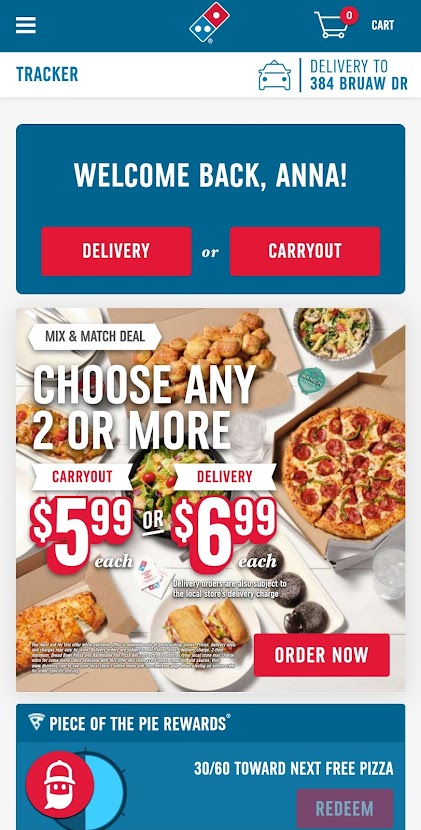 0
CART
TRACKER
DELIVERY TO
384 BRUAW DR
WELCOME BACK, ANNA!
DELIVERY or CARRYOUT
MIX & MATCH DEAL
CHOOSE ANY
2 OR MORE
CARRYOUT DELIVERY
$5.99 OR $6.99
each each
Delivery orders are also subject to
the local store's delivery charge
ORDER NOW
PIECE OF THE PIE REWARDS®
30/60 TOWARD NEXT FREE PIZZA
REDEEM